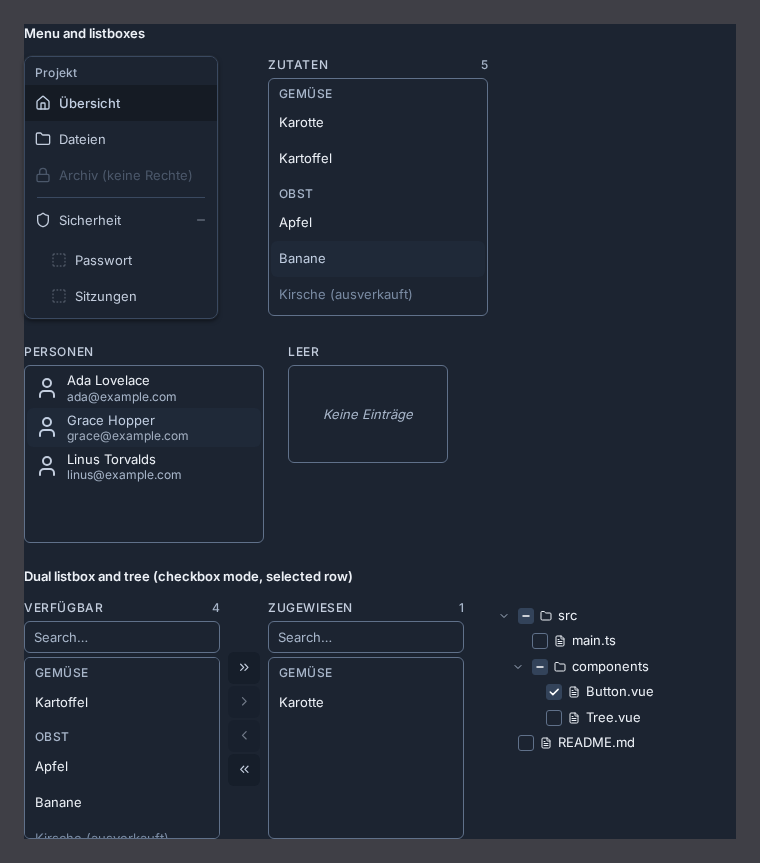 Menu and listboxes
Projekt
Übersicht
Dateien
Archiv (keine Rechte)
Sicherheit
Passwort
Sitzungen
ZUTATEN 5
GEMÜSE
Karotte
Kartoffel
OBST
Apfel
Banane
Kirsche (ausverkauft)
PERSONEN
Ada Lovelace
ada@example.com
Grace Hopper
grace@example.com
Linus Torvalds
linus@example.com
LEER
Keine Einträge
Dual listbox and tree (checkbox mode, selected row)
VERFÜGBAR 4
Search...
GEMÜSE
Kartoffel
OBST
Apfel
Banane
Kirsche (ausverkauft)
ZUGEWIESEN 1
Search...
GEMÜSE
Karotte
src
main.ts
components
Button.vue
Tree.vue
README.md